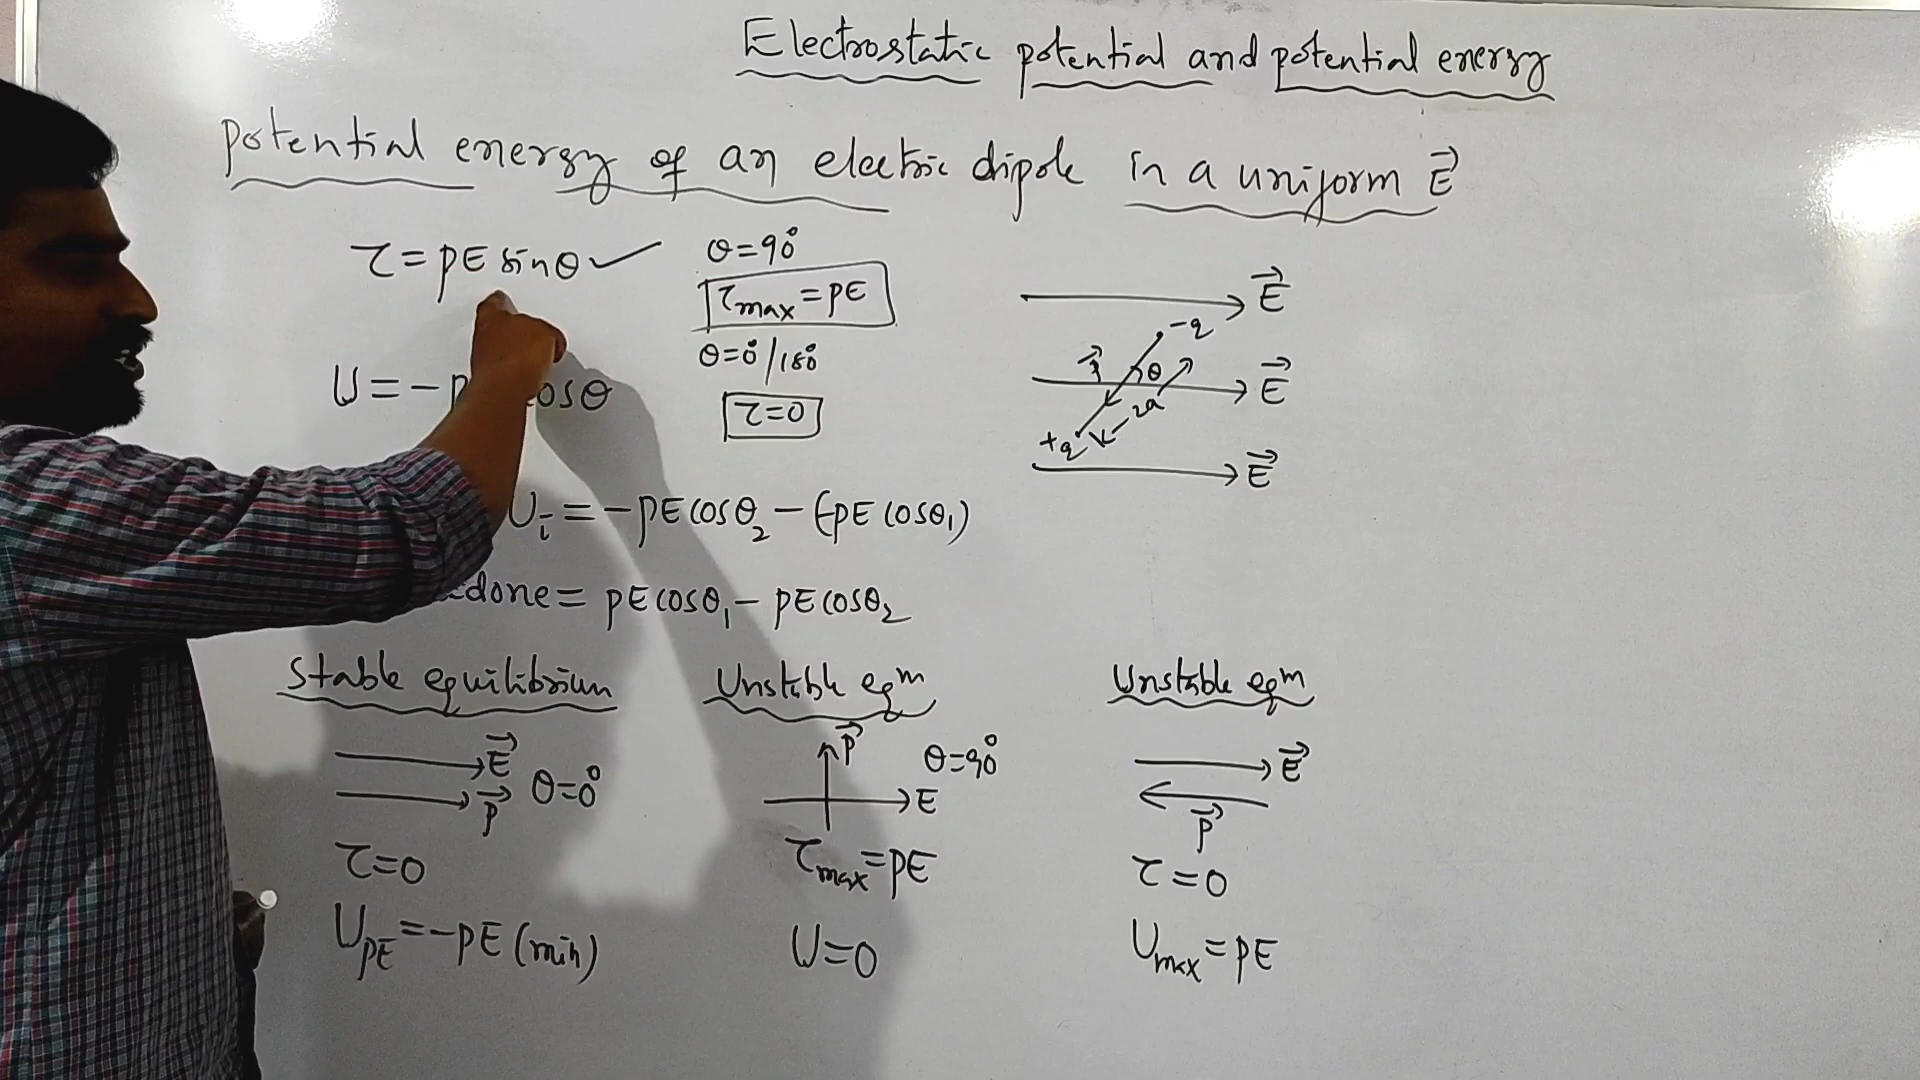 Electrostatic potential and potential energy
Potential energy of an electric dipole in a uniform E⃗
τ = pE sinθ ✓
θ = 90°
τmax = pE
θ = 0°/180°
τ = 0
U = -p cosθ
E⃗
-q
θ
E⃗
2a
+q
E⃗
Ui = -pE cosθ₂ - (-pE cosθ₁)
done = pE cosθ₁ - pE cosθ₂
Stable equilibrium
E⃗
p⃗ θ = 0°
τ = 0
UPE = -pE (min)
Unstable eqm
P⃗ θ = 90°
E
τmax = pE
U = 0
Unstable eqm
E⃗
P⃗
τ = 0
Umax = pE